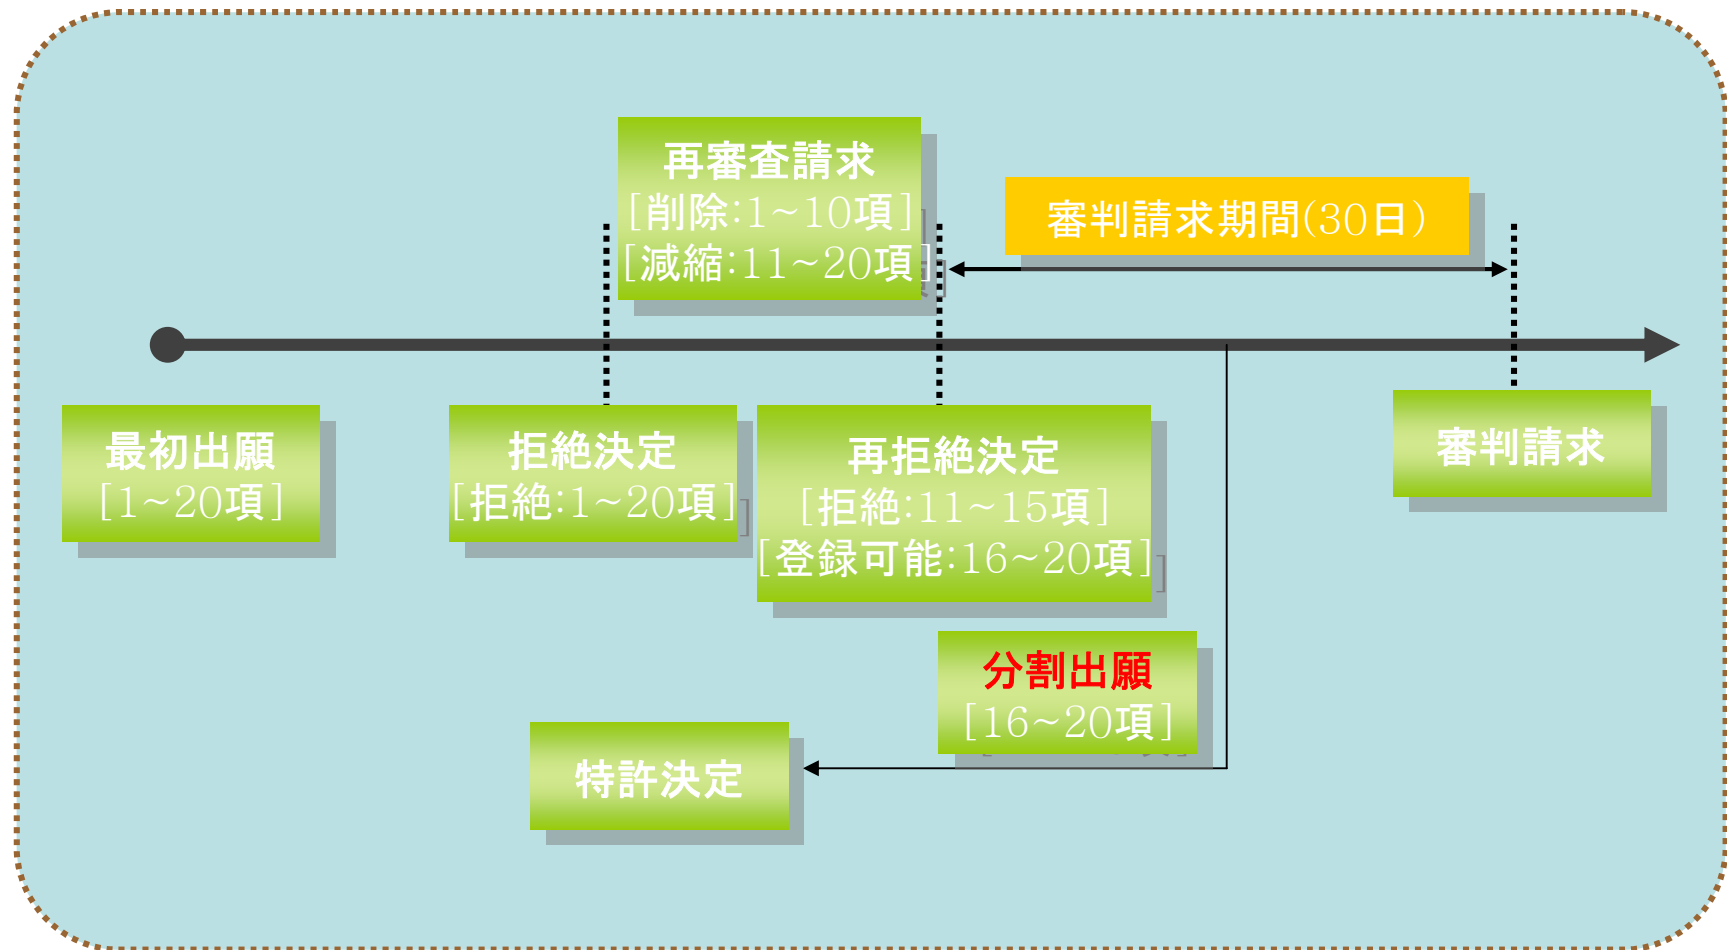 再審査請求
[削除:1~10項]
[減縮:11~20項]
審判請求期間(30日)
最初出願
[1~20項]
拒絶決定
[拒絶:1~20項]
再拒絶決定
[拒絶:11~15項]
[登録可能:16~20項]
審判請求
分割出願
[16~20項]
特許決定